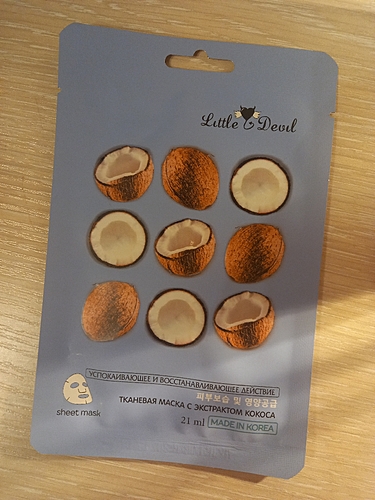 Little Devil
УСПОКАИВАЮЩЕЕ И ВОССТАНАВЛИВАЮЩЕЕ ДЕЙСТВИЕ
피부보습 및 영양공급
ТКАНЕВАЯ МАСКА С ЭКСТРАКТОМ КОКОСА
sheet mask
21 ml MADE IN KOREA